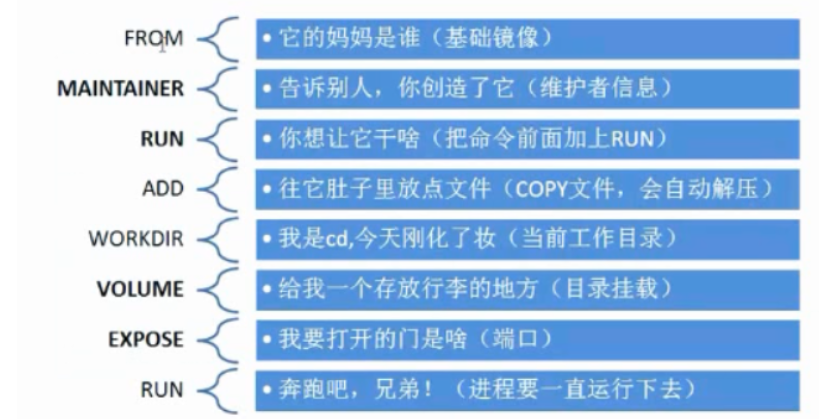 FROM • 它的妈妈是谁（基础镜像）
MAINTAINER • 告诉别人，你创造了它（维护者信息）
RUN • 你想让它干啥（把命令前面加上RUN）
ADD • 往它肚子里放点文件（COPY文件，会自动解压）
WORKDIR • 我是cd,今天刚化了妆（当前工作目录）
VOLUME • 给我一个存放行李的地方（目录挂载）
EXPOSE • 我要打开的门是啥（端口）
RUN • 奔跑吧，兄弟！（进程要一直运行下去）